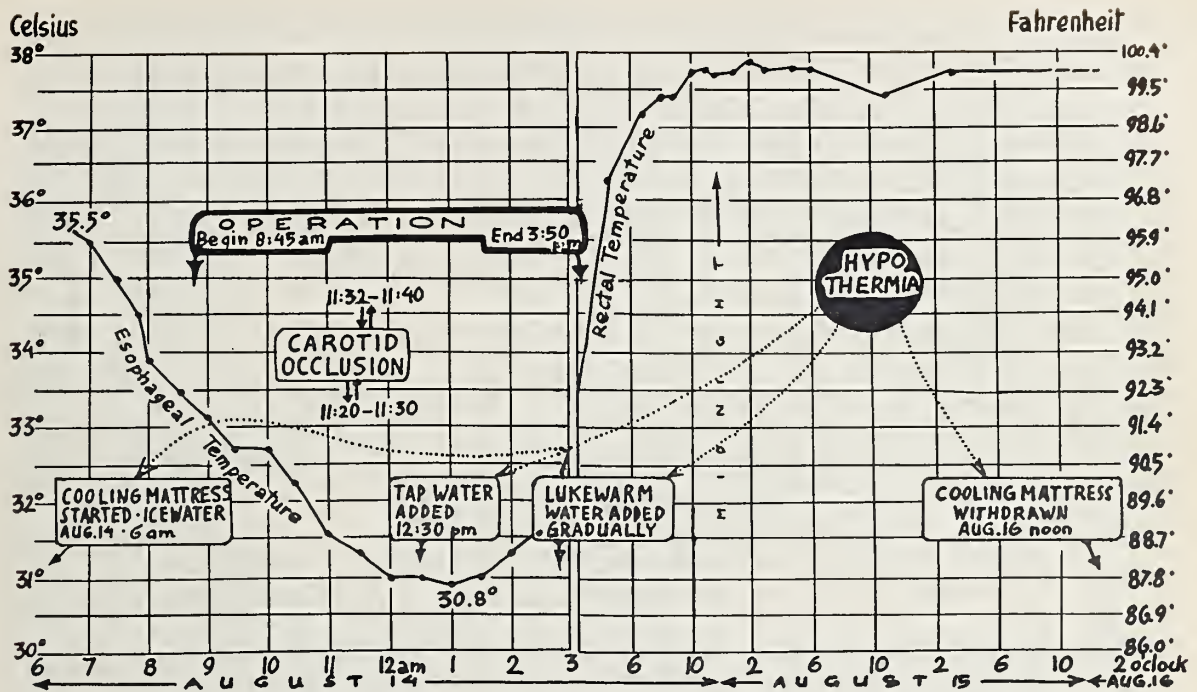 Celsius
Fahrenheit
38°
37°
36°
35°
34°
33°
32°
31°
30°
100.4°
99.5°
98.6°
97.7°
96.8°
95.9°
95.0°
94.1°
93.2°
92.3°
91.4°
90.5°
89.6°
88.7°
87.8°
86.9°
86.0°
35.5°
OPERATION
Begin 8:45am
End 3:50
p.m
11:32-11:40
CAROTID
OCCLUSION
11:20-11:30
Esophageal Temperature
Rectal Temperature
HYPO
THERMIA
MIDNIGHT
COOLING MATTRESS
STARTED·ICEWATER
AUG.14·6am
TAP WATER
ADDED
12:30 pm
LUKEWARM
WATER ADDED
GRADUALLY
COOLING MATTRESS
WITHDRAWN
AUG.16 noon
30.8°
6 7 8 9 10 11 12am 1 2 3 6 10 2 6 10 2 6 10 2 o'clock
AUGUST 14 AUGUST 15 AUG.16